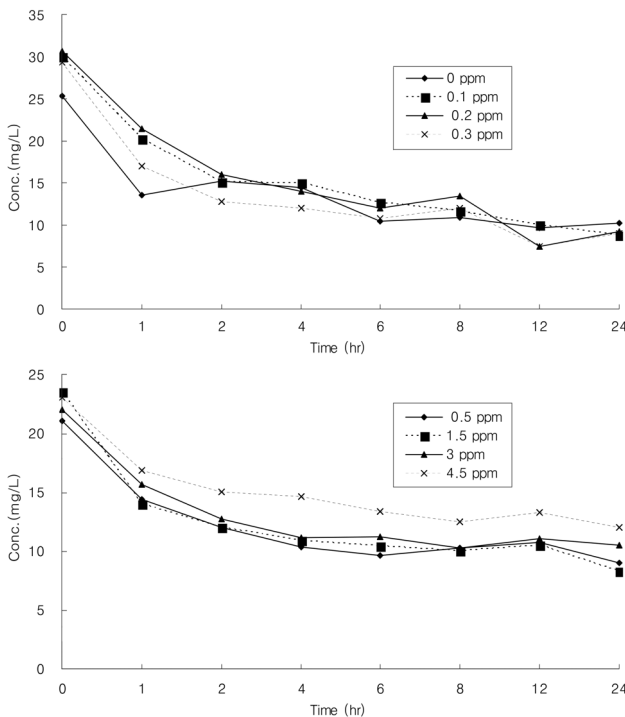 35
30
25
20
15
10
5
0
Conc.(mg/L)
0 ppm
0.1 ppm
0.2 ppm
0.3 ppm
0 1 2 4 6 8 12 24
Time (hr)
25
20
15
10
5
0
Conc.(mg/L)
0.5 ppm
1.5 ppm
3 ppm
4.5 ppm
0 1 2 4 6 8 12 24
Time (hr)